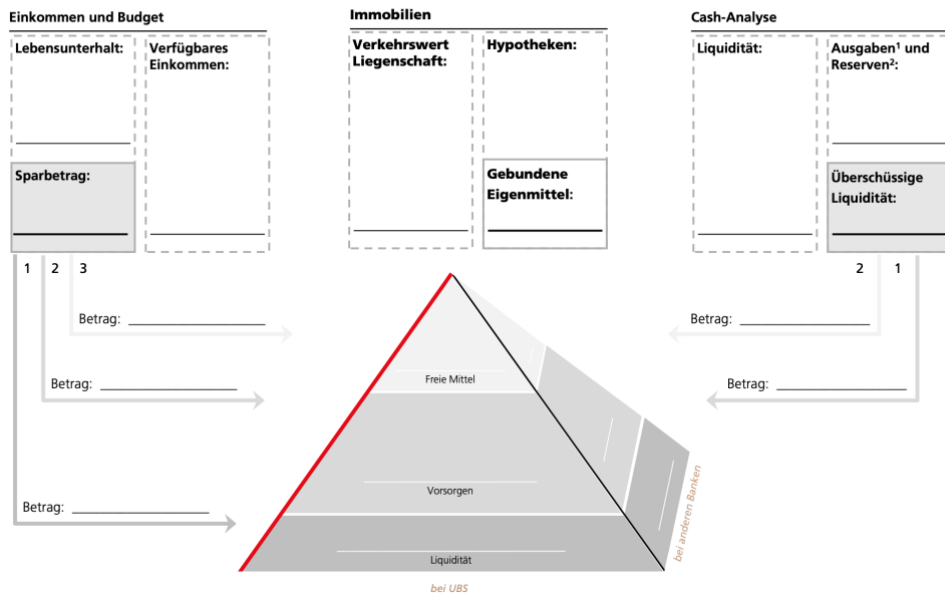 Einkommen und Budget
Lebensunterhalt:
Verfügbares
Einkommen:
Sparbetrag:
Immobilien
Verkehrswert
Liegenschaft:
Hypotheken:
Gebundene
Eigenmittel:
Cash-Analyse
Liquidität:
Ausgaben¹ und
Reserven²:
Überschüssige
Liquidität:
1 2 3
2 1
Betrag:
Betrag:
Betrag:
Betrag:
Betrag:
Freie Mittel
Vorsorgen
Liquidität
bei UBS
bei anderen Banken